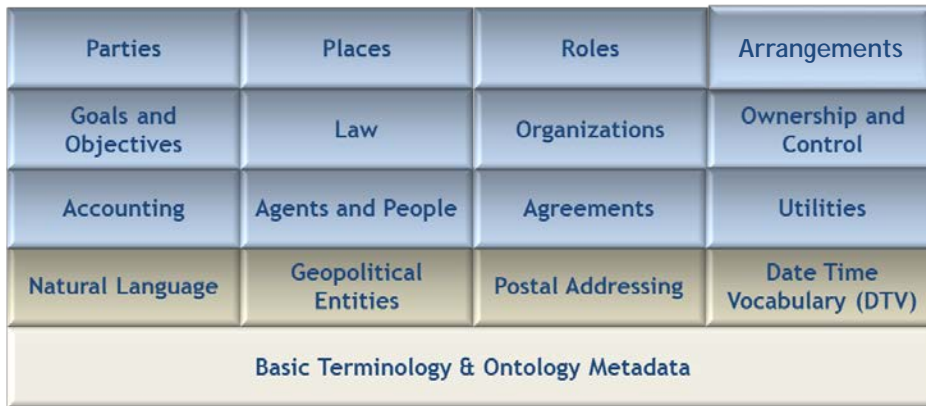 Parties
Places
Roles
Arrangements
Goals and
Objectives
Law
Organizations
Ownership and
Control
Accounting
Agents and People
Agreements
Utilities
Natural Language
Geopolitical
Entities
Postal Addressing
Date Time
Vocabulary (DTV)
Basic Terminology & Ontology Metadata